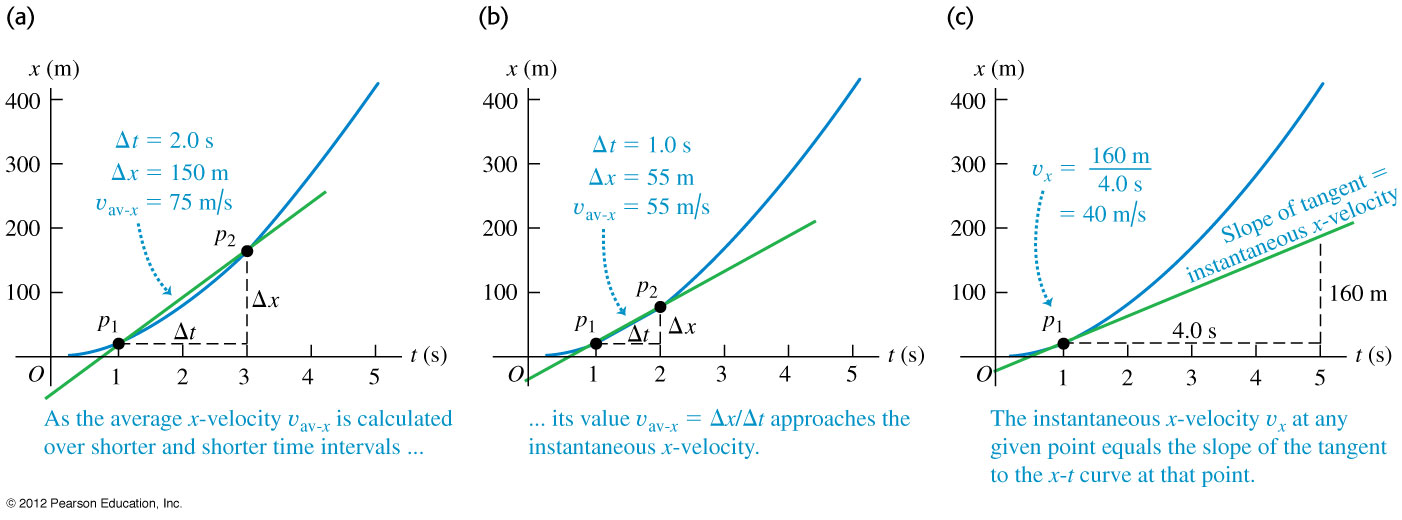 (a)
x (m)
400
300
200
100
O
1 2 3 4 5
t (s)
Δt = 2.0 s
Δx = 150 m
vav-x = 75 m/s
p1
p2
Δt
Δx
As the average x-velocity vav-x is calculated
over shorter and shorter time intervals ...
(b)
x (m)
400
300
200
100
O
1 2 3 4 5
t (s)
Δt = 1.0 s
Δx = 55 m
vav-x = 55 m/s
p1
p2
Δt
Δx
... its value vav-x = Δx/Δt approaches the
instantaneous x-velocity.
(c)
x (m)
400
300
200
100
O
1 2 3 4 5
t (s)
vx = 160 m
4.0 s
= 40 m/s
Slope of tangent =
instantaneous x-velocity
p1
4.0 s
160 m
The instantaneous x-velocity vx at any
given point equals the slope of the tangent
to the x-t curve at that point.
© 2012 Pearson Education, Inc.